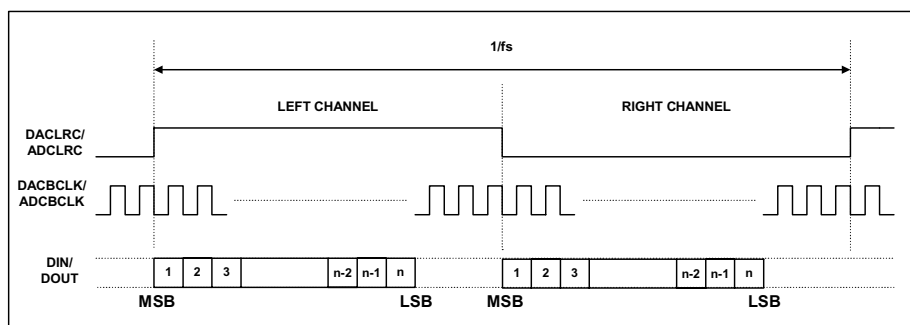 1/fs
LEFT CHANNEL
RIGHT CHANNEL
DACLRC/
ADCLRC
DACBCLK/
ADCBCLK
DIN/
DOUT
1 2 3 n-2 n-1 n 1 2 3 n-2 n-1 n
MSB LSB MSB LSB